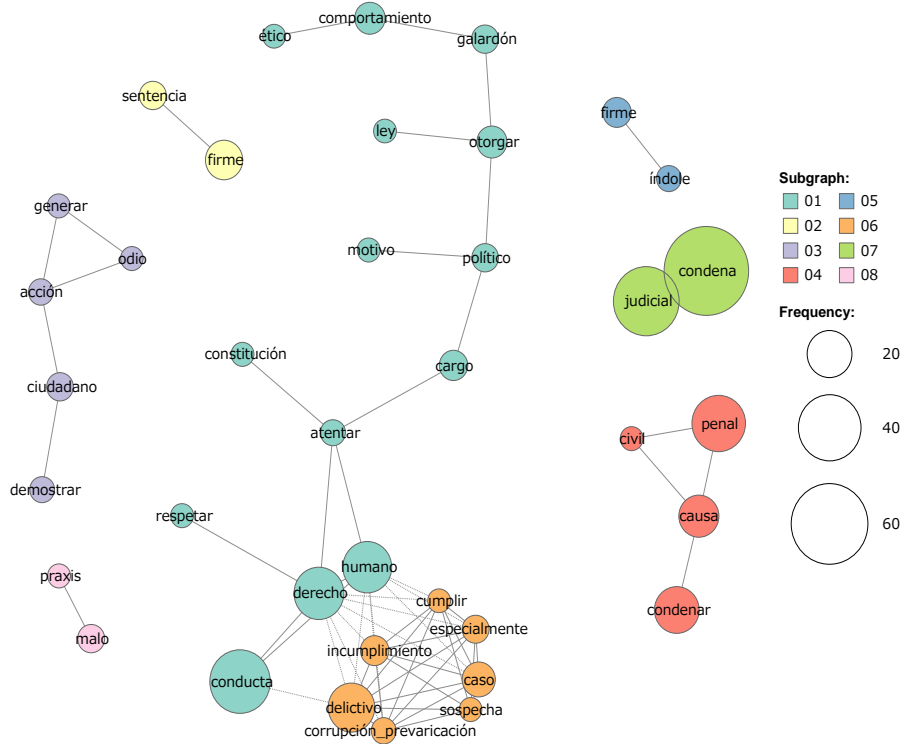 comportamiento
ético
galardón
sentencia
firme
ley
otorgar
firme
índole
generar
odio
acción
motivo
político
condena
judicial
constitución
cargo
ciudadano
atentar
civil
penal
demostrar
respetar
causa
praxis
malo
humano
derecho
cumplir
condenar
especialmente
incumplimiento
conducta
caso
delictivo
sospecha
corrupción_prevaricación
Subgraph:
01 05
02 06
03 07
04 08
Frequency:
20
40
60